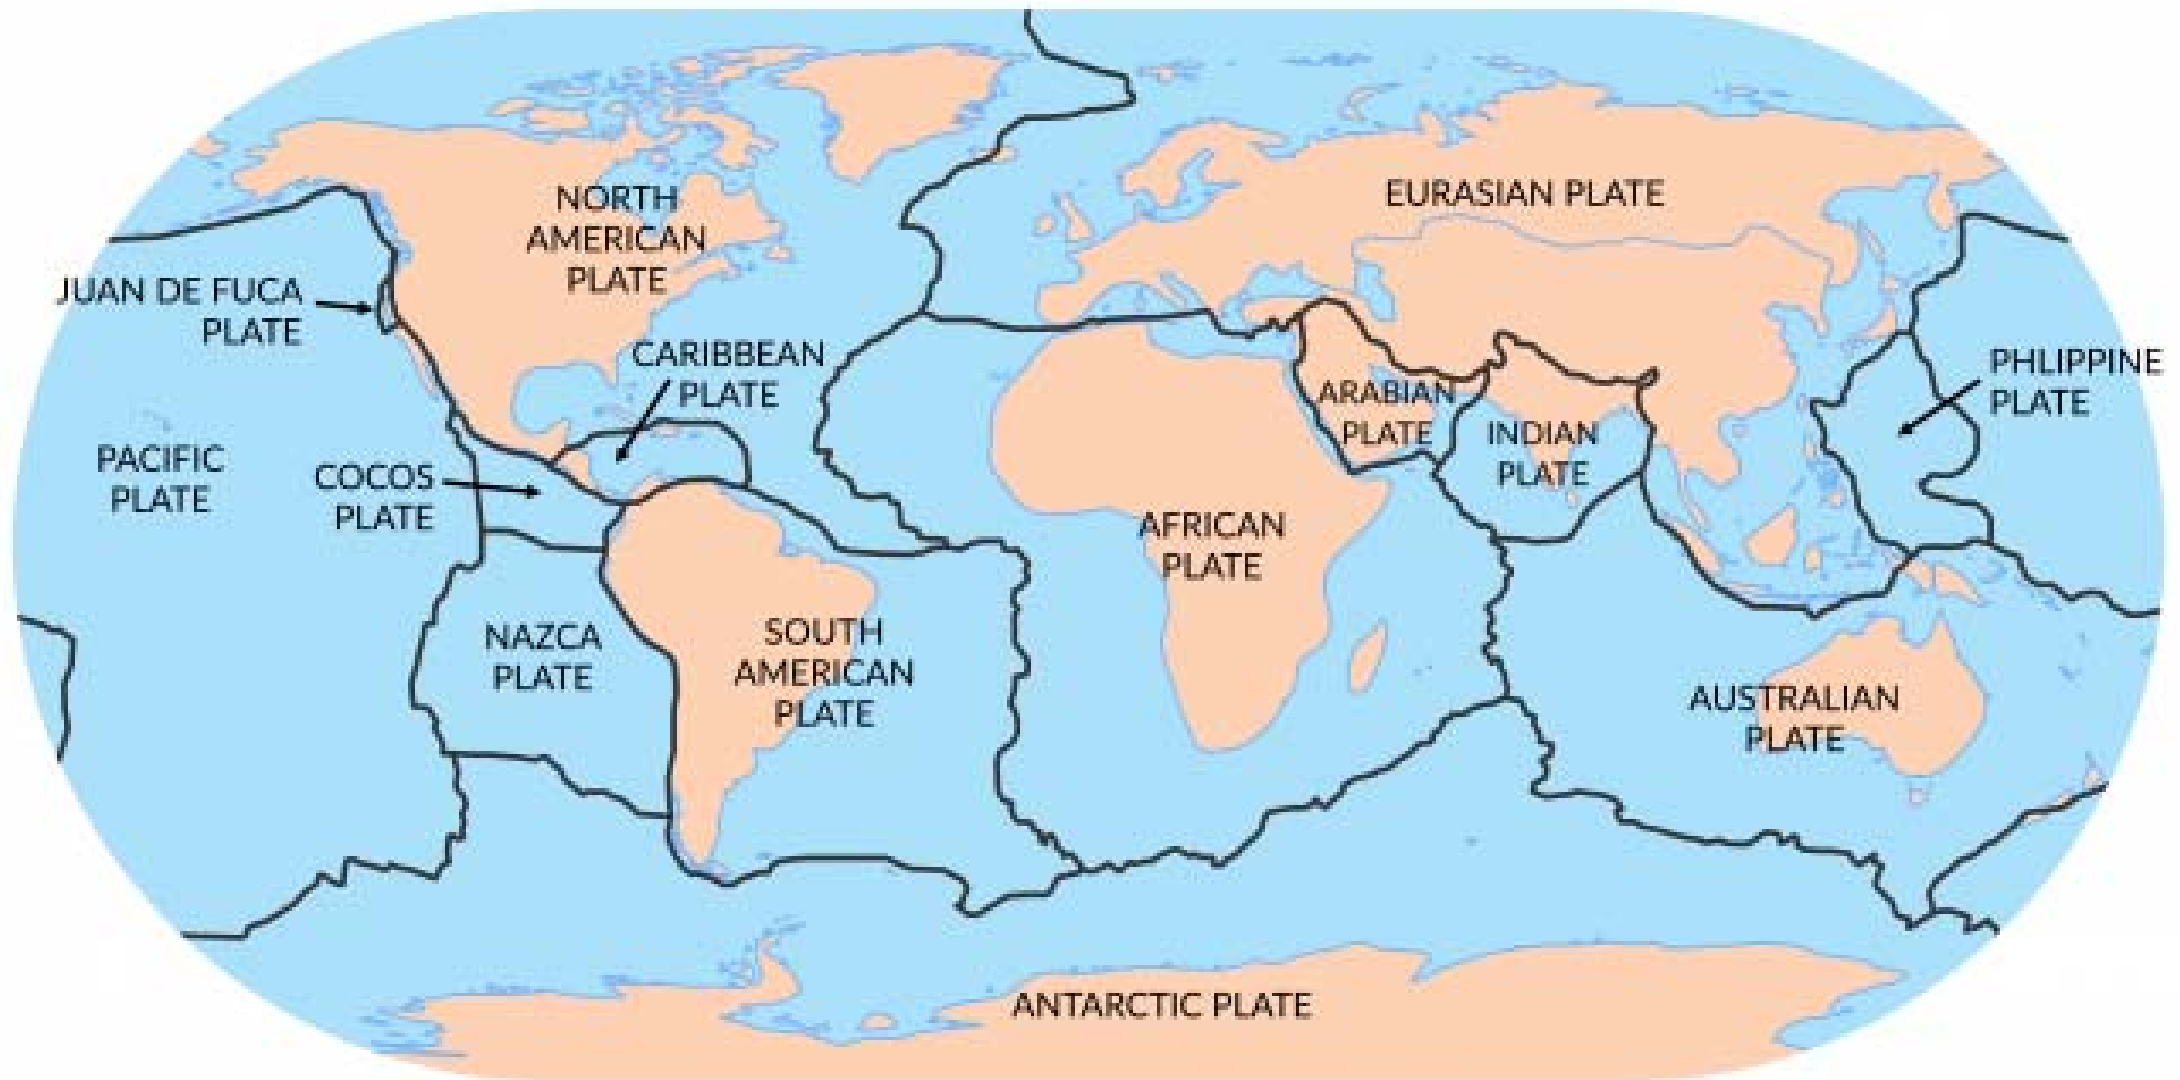 NORTH
AMERICAN
PLATE
EURASIAN PLATE
JUAN DE FUCA
PLATE
CARIBBEAN
PLATE
PHLIPPINE
PLATE
ARABIAN
PLATE
INDIAN
PLATE
PACIFIC
PLATE
COCOS
PLATE
AFRICAN
PLATE
NAZCA
PLATE
SOUTH
AMERICAN
PLATE
AUSTRALIAN
PLATE
ANTARCTIC PLATE